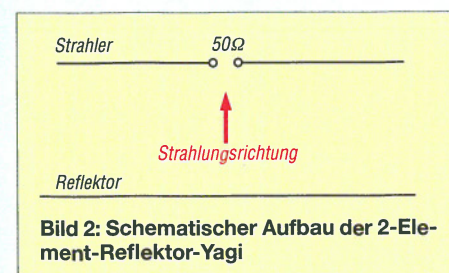 Strahler 50Ω
Strahlungsrichtung
Reflektor
Bild 2: Schematischer Aufbau der 2-Ele-
ment-Reflektor-Yagi